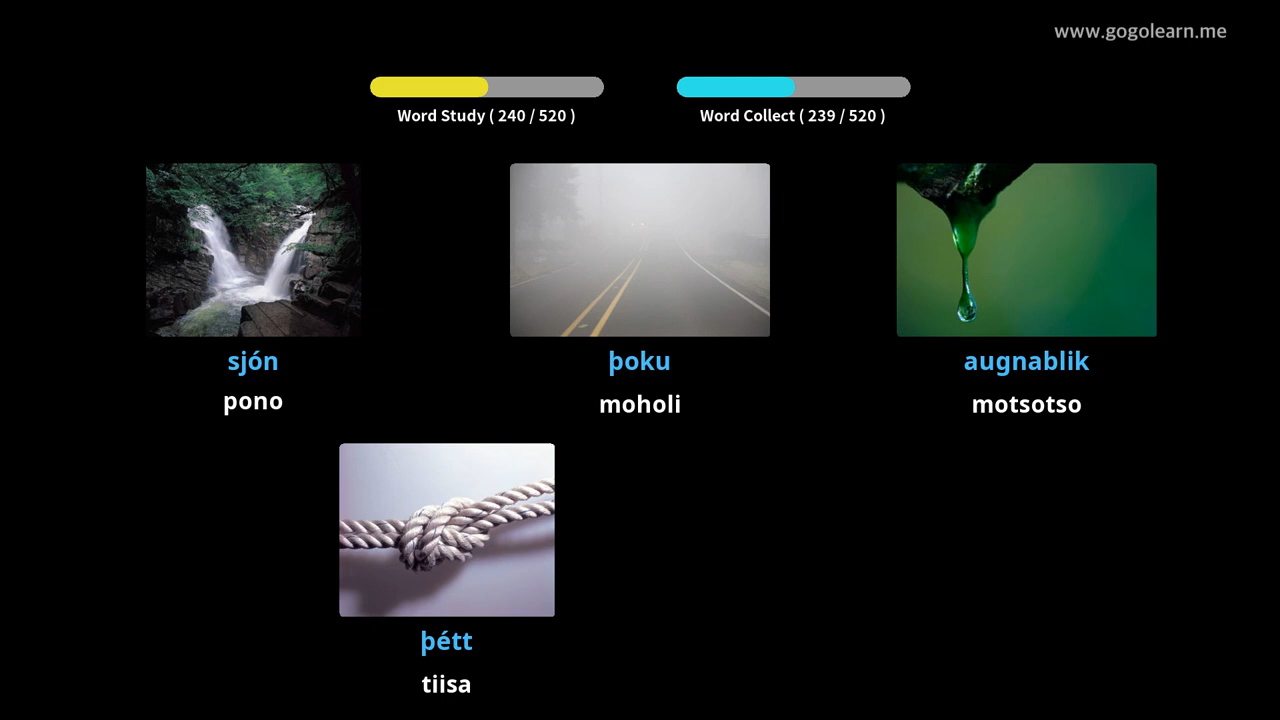 www.gogolearn.me
Word Study ( 240 / 520 )
Word Collect ( 239 / 520 )
sjón
pono
þoku
moholi
augnablik
motsotso
þétt
tiisa